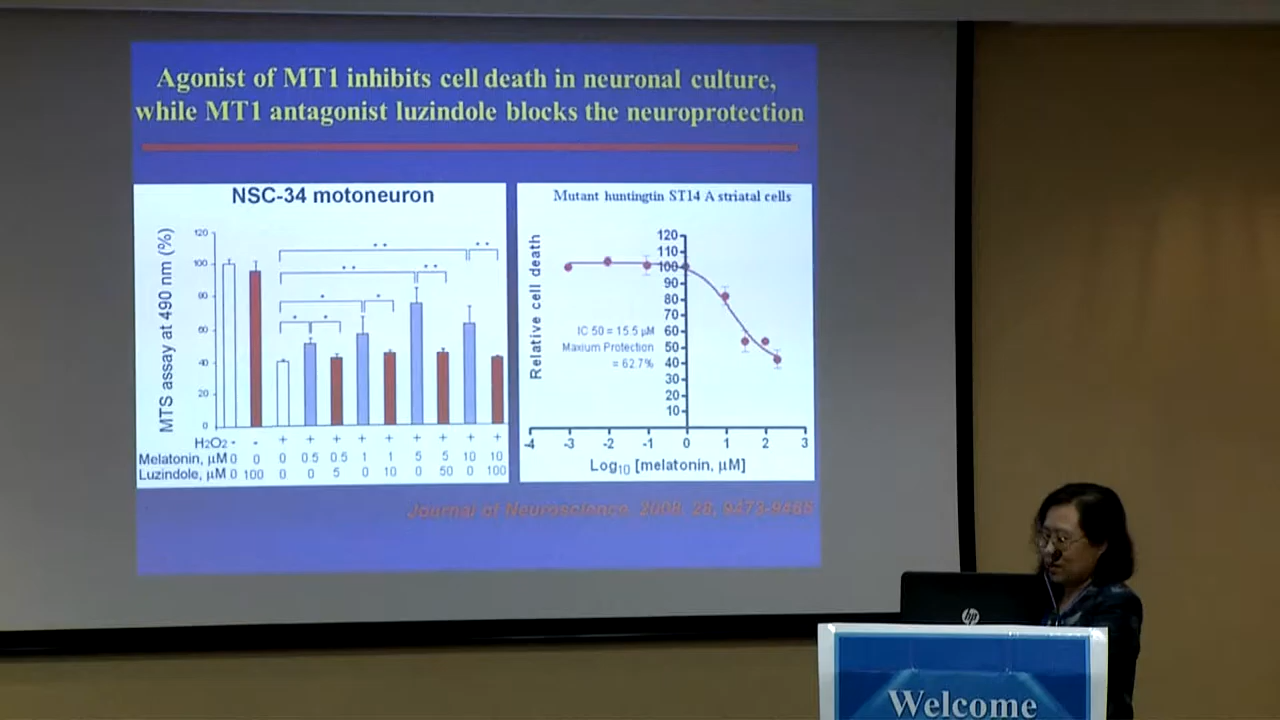 Agonist of MT1 inhibits cell death in neuronal culture,
while MT1 antagonist luzindole blocks the neuroprotection
NSC-34 motoneuron
MTS assay at 490 nm (%)
120
100
80
60
40
20
0
* *
* *
* *
* *
*
*
*
*
H2O2 - - + + + + + + + +
Melatonin, µM 0 0 0 0.5 0.5 1 1 5 5 10 10
Luzindole, µM 0 100 0 0 5 0 10 0 50 0 100
Mutant huntingtin ST14 A striatal cells
Relative cell death
120
110
100
90
80
70
60
50
40
30
20
10
IC 50 = 15.5 µM
Maxium Protection
= 62.7%
-4 -3 -2 -1 0 1 2 3
Log10 [melatonin, µM]
Journal of Neuroscience, 2008, 28, 9473-9485
hp
Welcome